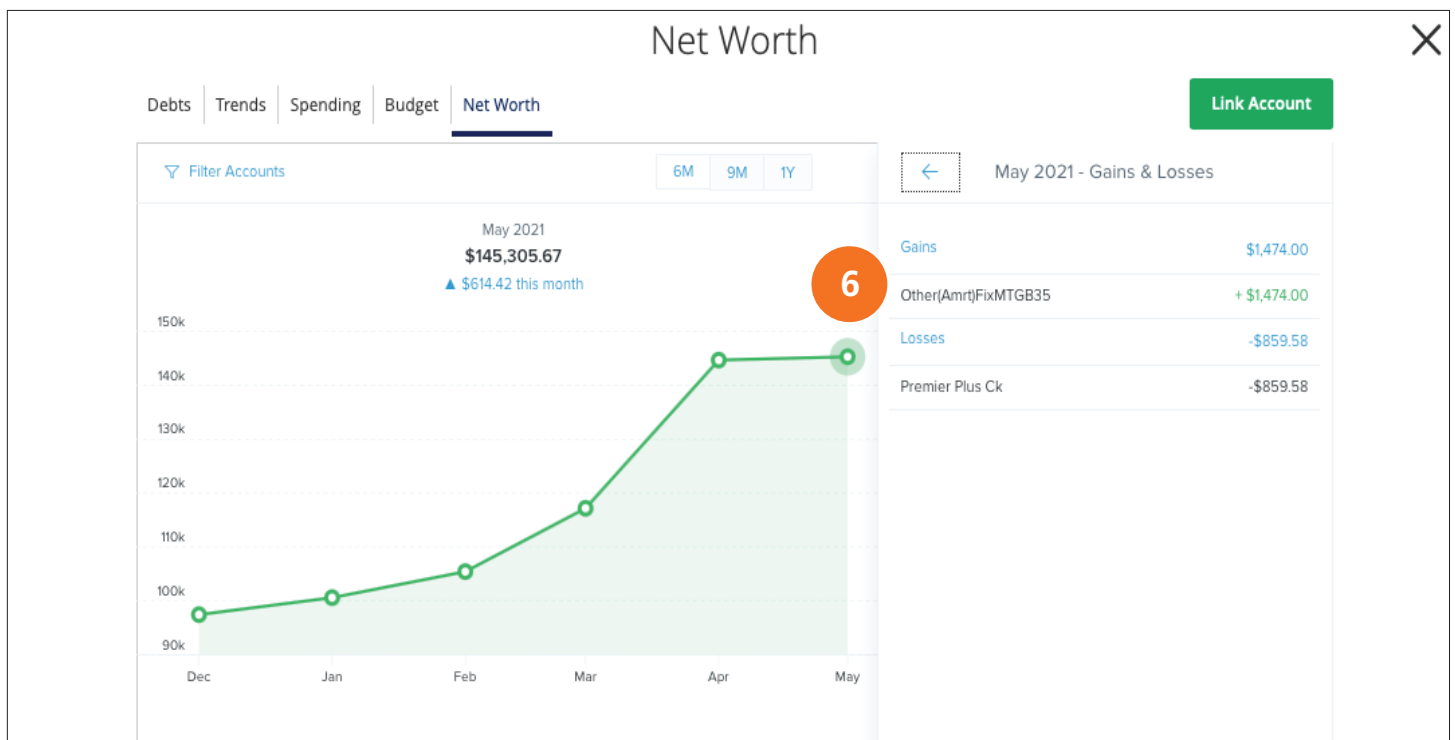 Net Worth
Debts
Trends
Spending
Budget
Net Worth
Link Account
Filter Accounts
6M
9M
1Y
May 2021
$145,305.67
▲ $614.42 this month
150k
140k
130k
120k
110k
100k
90k
Dec
Jan
Feb
Mar
Apr
May
6
May 2021 - Gains & Losses
Gains $1,474.00
Other(Amrt)FixMTGB35 + $1,474.00
Losses -$859.58
Premier Plus Ck -$859.58